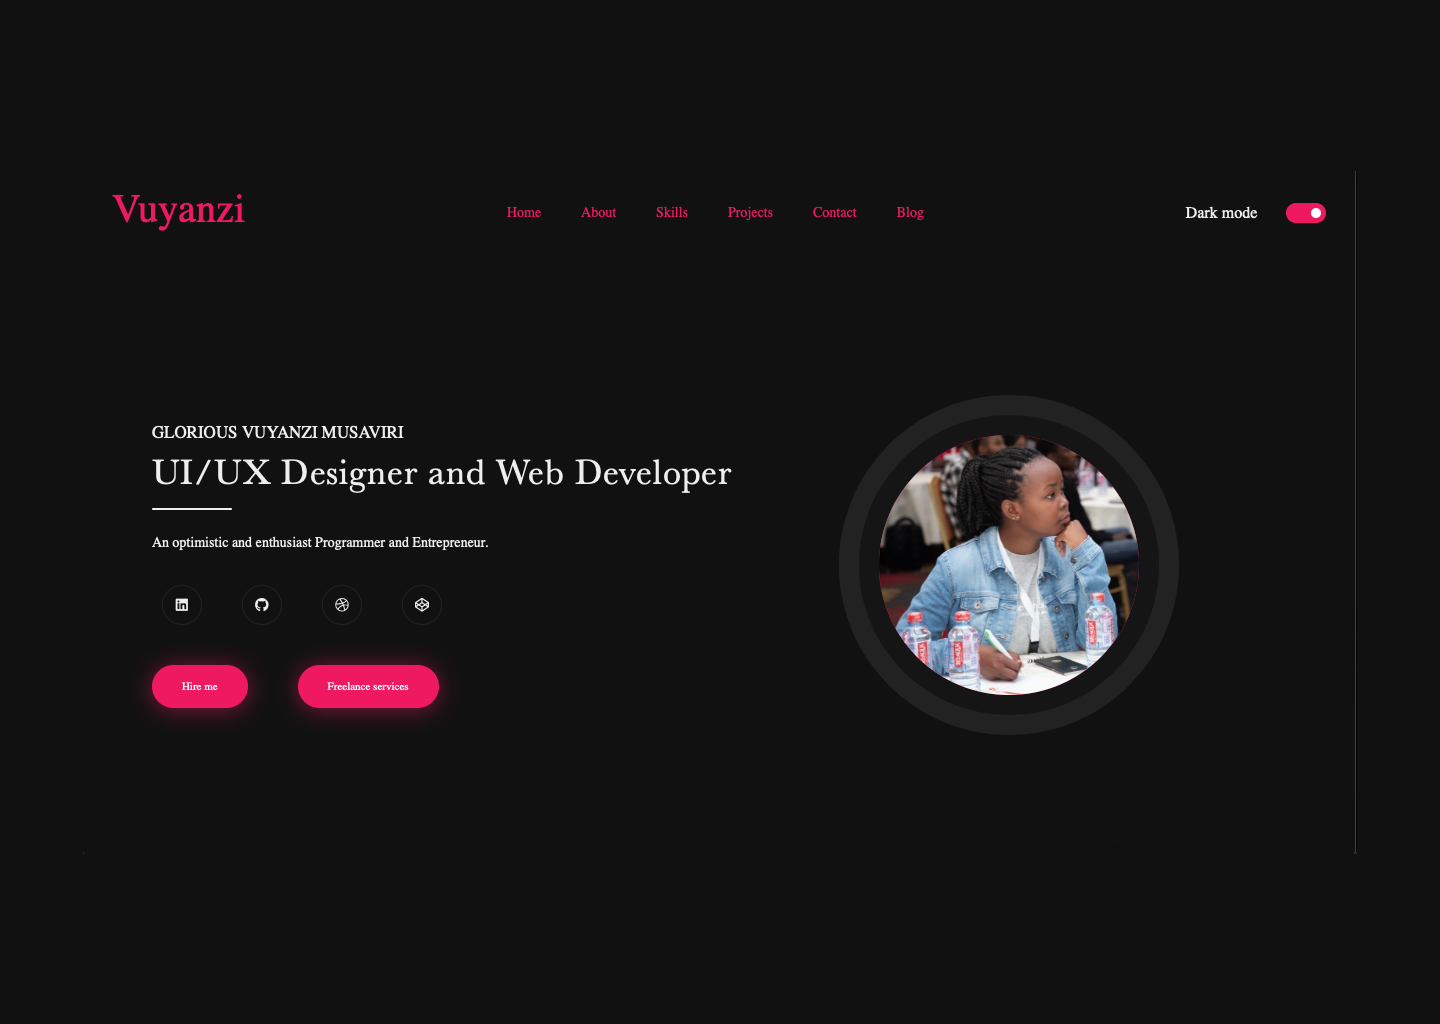 Vuyanzi
Home About Skills Projects Contact Blog
Dark mode
GLORIOUS VUYANZI MUSAVIRI
UI/UX Designer and Web Developer
An optimistic and enthusiast Programmer and Entrepreneur.
Hire me
Freelance services